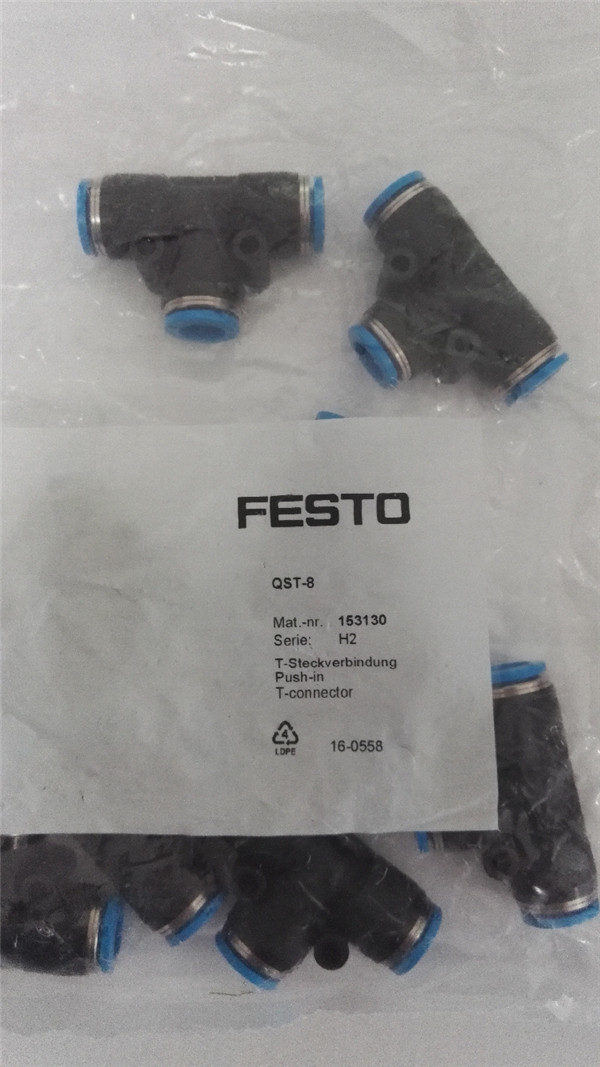 FESTO
QST-8
Mat.-nr. 153130
Serie: H2
T-Steckverbindung
Push-in
T-connector
4
LDPE
16-0558